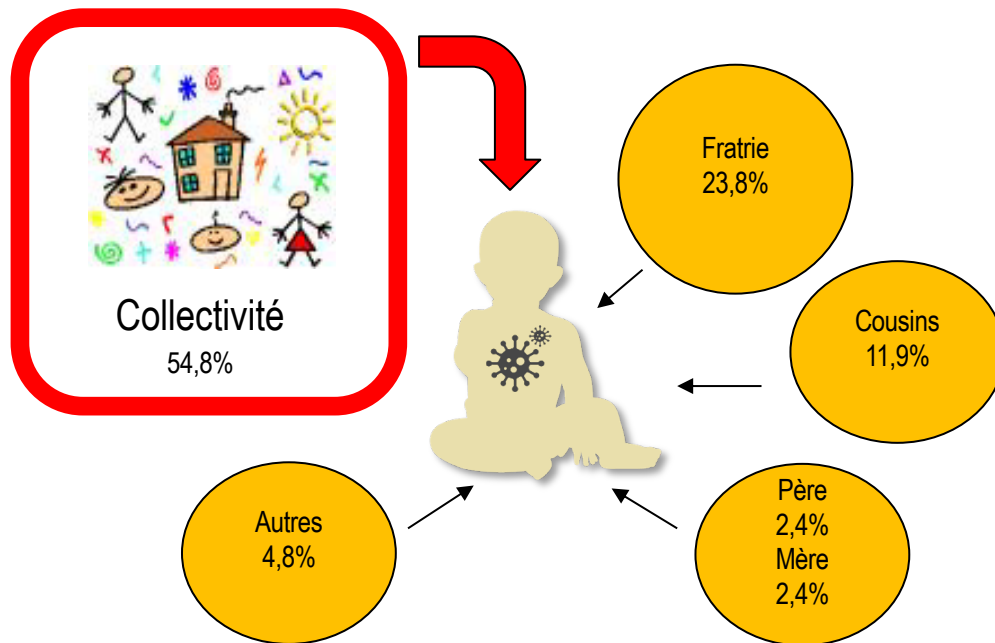 Collectivité
54,8%
Fratrie
23,8%
Cousins
11,9%
Père
2,4%
Mère
2,4%
Autres
4,8%